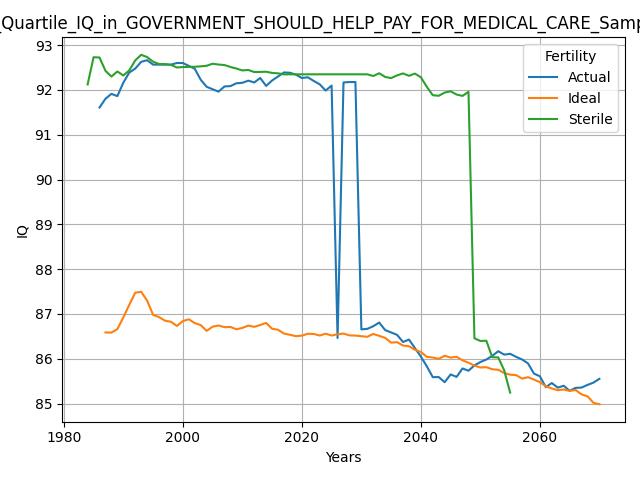 _Quartile_IQ_in_GOVERNMENT_SHOULD_HELP_PAY_FOR_MEDICAL_CARE_Samp
93
92
91
90
89
88
87
86
85
IQ
Fertility
Actual
Ideal
Sterile
1980
2000
2020
2040
2060
Years